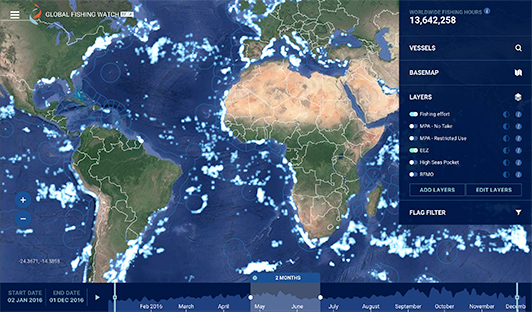 GLOBAL FISHING WATCH
WORLDWIDE FISHING HOURS
13,642,258
VESSELS
BASEMAP
LAYERS
Fishing effort
MPA - No Take
MPA - Restricted Use
EEZ
High Seas Pocket
RFMO
ADD LAYERS EDIT LAYERS
FLAG FILTER
+
−
-24.3671, -14.5818
2 MONTHS
START DATE END DATE
02 JAN 2016 01 DEC 2016
Feb 2016 March April May June July August September October November Decemb